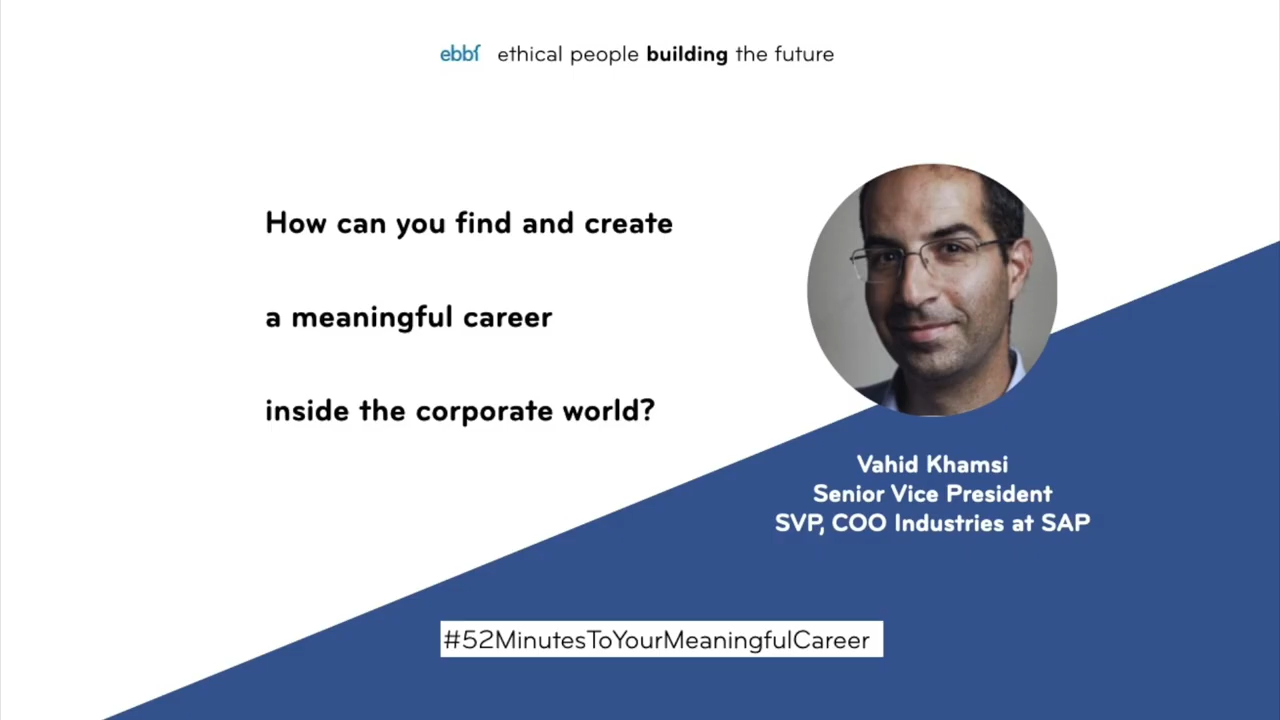 ebbf ethical people building the future
How can you find and create
a meaningful career
inside the corporate world?
Vahid Khamsi
Senior Vice President
SVP, COO Industries at SAP
#52MinutesToYourMeaningfulCareer